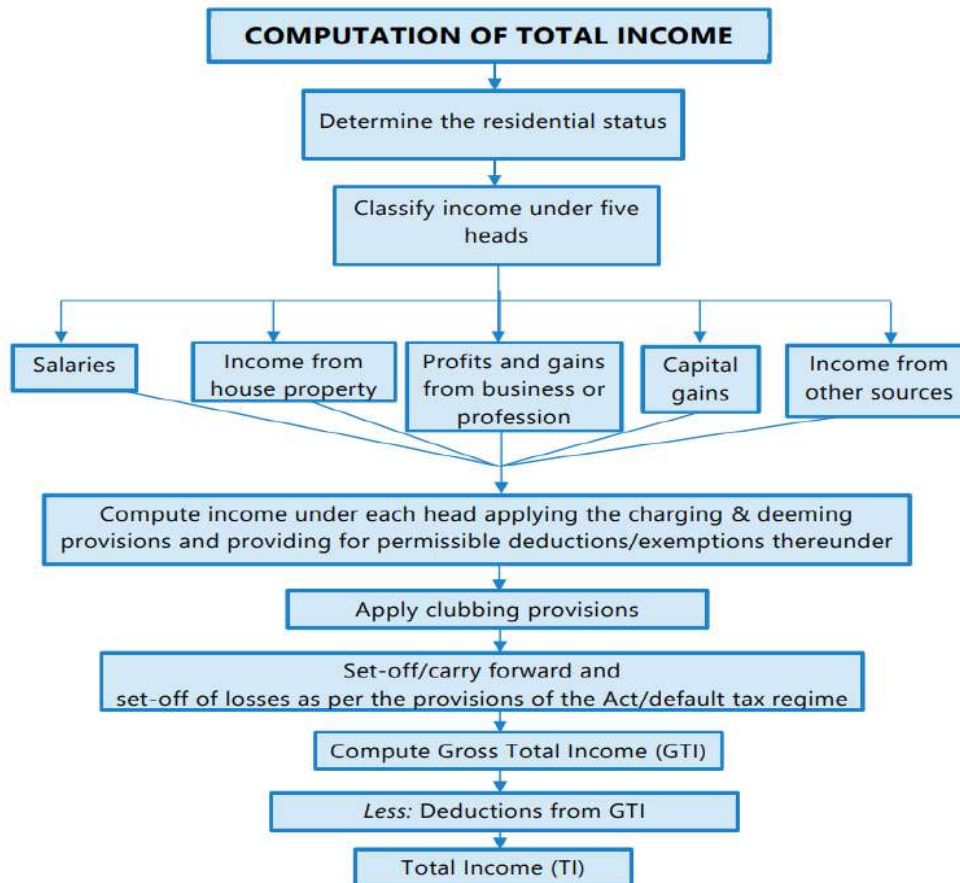 COMPUTATION OF TOTAL INCOME
Determine the residential status
Classify income under five
heads
Salaries
Income from
house property
Profits and gains
from business or
profession
Capital
gains
Income from
other sources
Compute income under each head applying the charging & deeming
provisions and providing for permissible deductions/exemptions thereunder
Apply clubbing provisions
Set-off/carry forward and
set-off of losses as per the provisions of the Act/default tax regime
Compute Gross Total Income (GTI)
Less: Deductions from GTI
Total Income (TI)